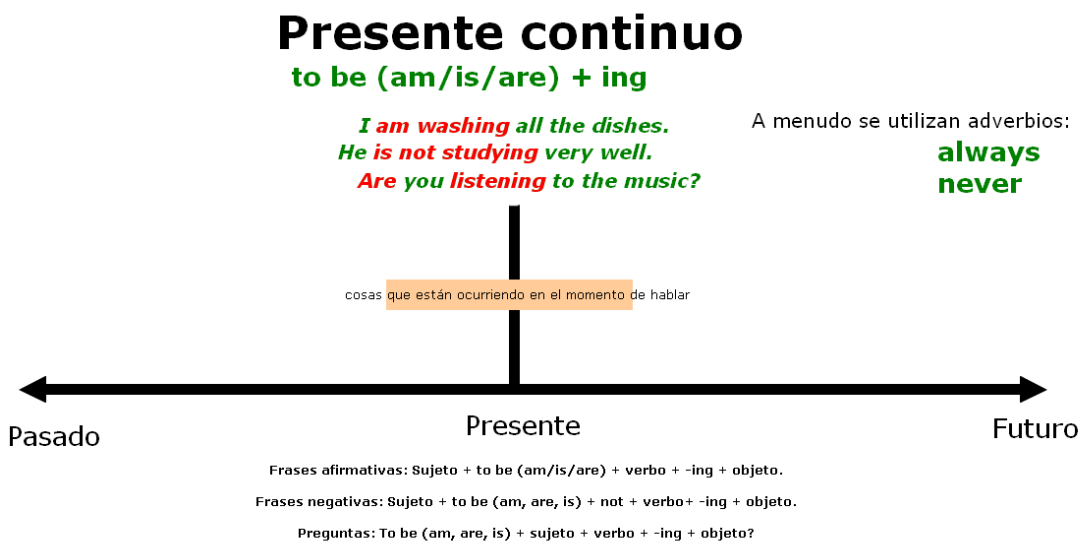 Presente continuo
to be (am/is/are) + ing
I am washing all the dishes.
He is not studying very well.
Are you listening to the music?
A menudo se utilizan adverbios:
always
never
cosas que están ocurriendo en el momento de hablar
Pasado
Presente
Futuro
Frases afirmativas: Sujeto + to be (am/is/are) + verbo + -ing + objeto.
Frases negativas: Sujeto + to be (am, are, is) + not + verbo+ -ing + objeto.
Preguntas: To be (am, are, is) + sujeto + verbo + -ing + objeto?